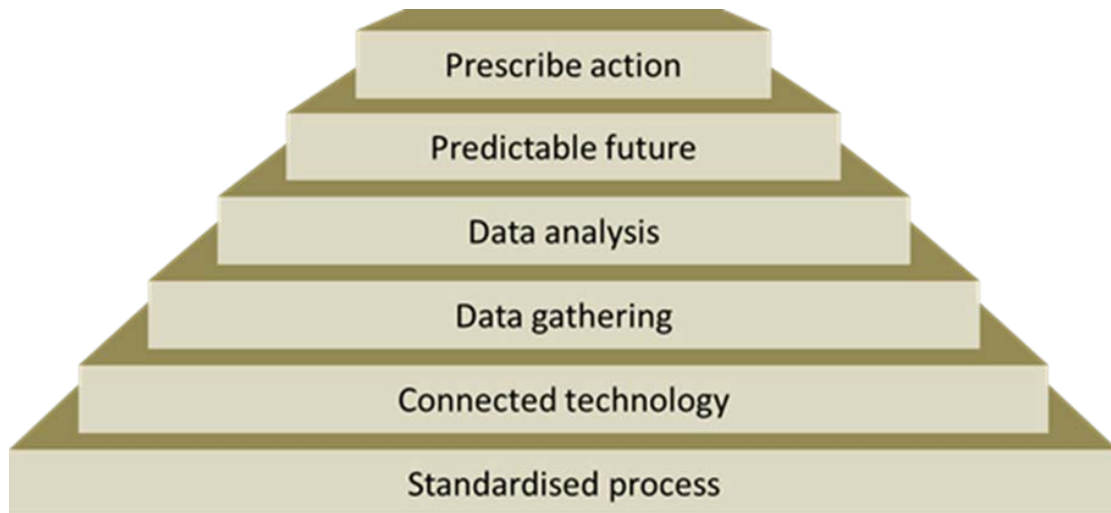 Prescribe action
Predictable future
Data analysis
Data gathering
Connected technology
Standardised process